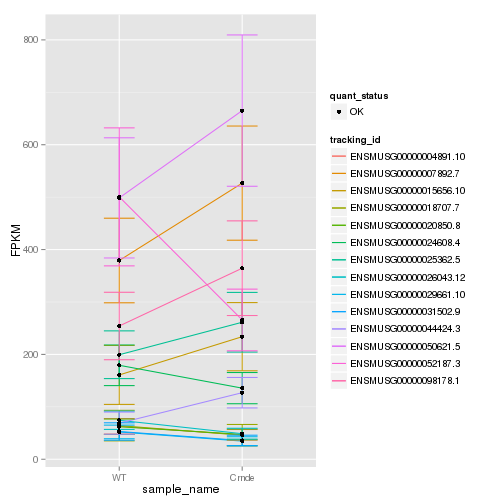 800
600
400
200
0
FPKM
WT
Cmde
sample_name
quant_status
OK
tracking_id
ENSMUSG00000004891.10
ENSMUSG00000007892.7
ENSMUSG00000015656.10
ENSMUSG00000018707.7
ENSMUSG00000020850.8
ENSMUSG00000024608.4
ENSMUSG00000025362.5
ENSMUSG00000026043.12
ENSMUSG00000029661.10
ENSMUSG00000031502.9
ENSMUSG00000044424.3
ENSMUSG00000050621.5
ENSMUSG00000052187.3
ENSMUSG00000098178.1